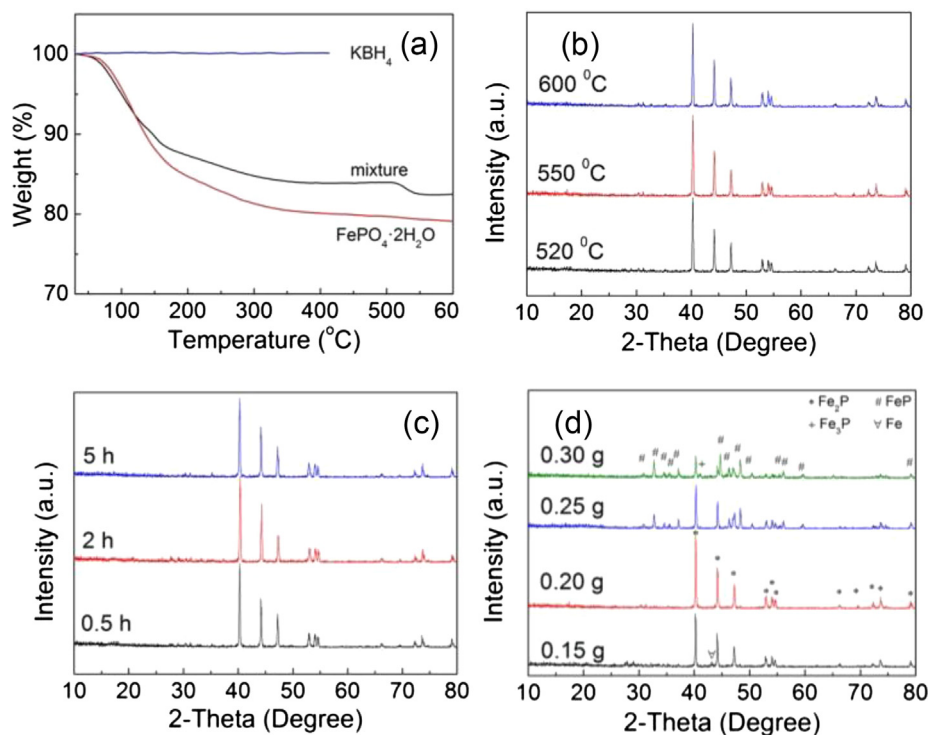 (a)
KBH₄
mixture
FePO₄·2H₂O
Weight (%)
100
90
80
70
100 200 300 400 500 60
Temperature (°C)
(b)
600 ⁰C
550 ⁰C
520 ⁰C
Intensity (a.u.)
10 20 30 40 50 60 70 80
2-Theta (Degree)
(c)
5 h
2 h
0.5 h
Intensity (a.u.)
10 20 30 40 50 60 70 80
2-Theta (Degree)
(d)
• Fe₂P # FeP
+ Fe₃P ∀ Fe
0.30 g
0.25 g
0.20 g
0.15 g
Intensity (a.u.)
10 20 30 40 50 60 70 80
2-Theta (Degree)